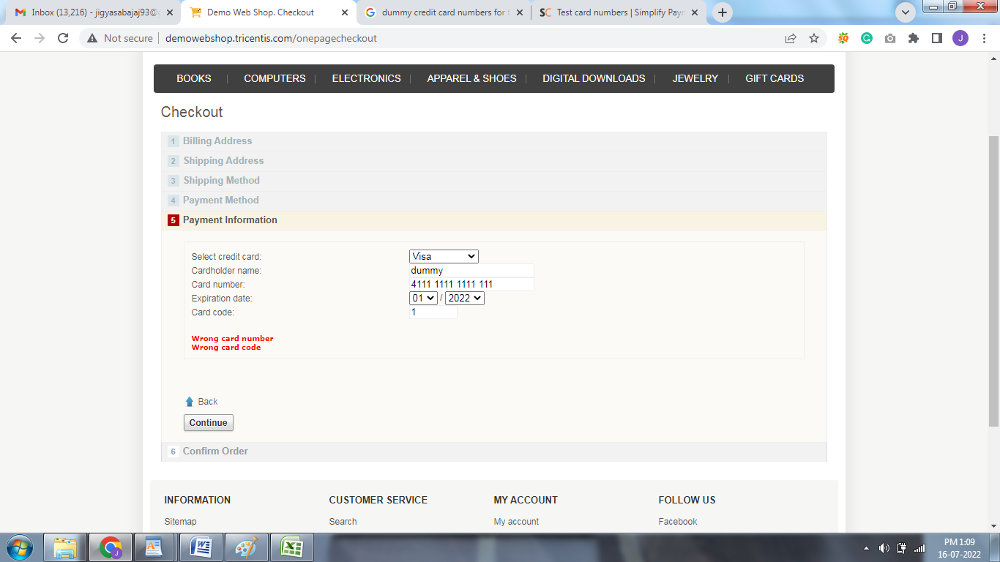 Inbox (13,216) - jigyasabajaj93@g
Demo Web Shop. Checkout
dummy credit card numbers for t
SC Test card numbers | Simplify Paym
Not secure
demowebshop.tricentis.com/onepagecheckout
J
BOOKS
COMPUTERS
ELECTRONICS
APPAREL & SHOES
DIGITAL DOWNLOADS
JEWELRY
GIFT CARDS
Checkout
1 Billing Address
2 Shipping Address
3 Shipping Method
4 Payment Method
5 Payment Information
Select credit card: Visa
Cardholder name: dummy
Card number: 4111 1111 1111 111
Expiration date: 01 / 2022
Card code: 1
Wrong card number
Wrong card code
Back
Continue
6 Confirm Order
INFORMATION
CUSTOMER SERVICE
MY ACCOUNT
FOLLOW US
Sitemap
Search
My account
Facebook
PM 1:09
16-07-2022